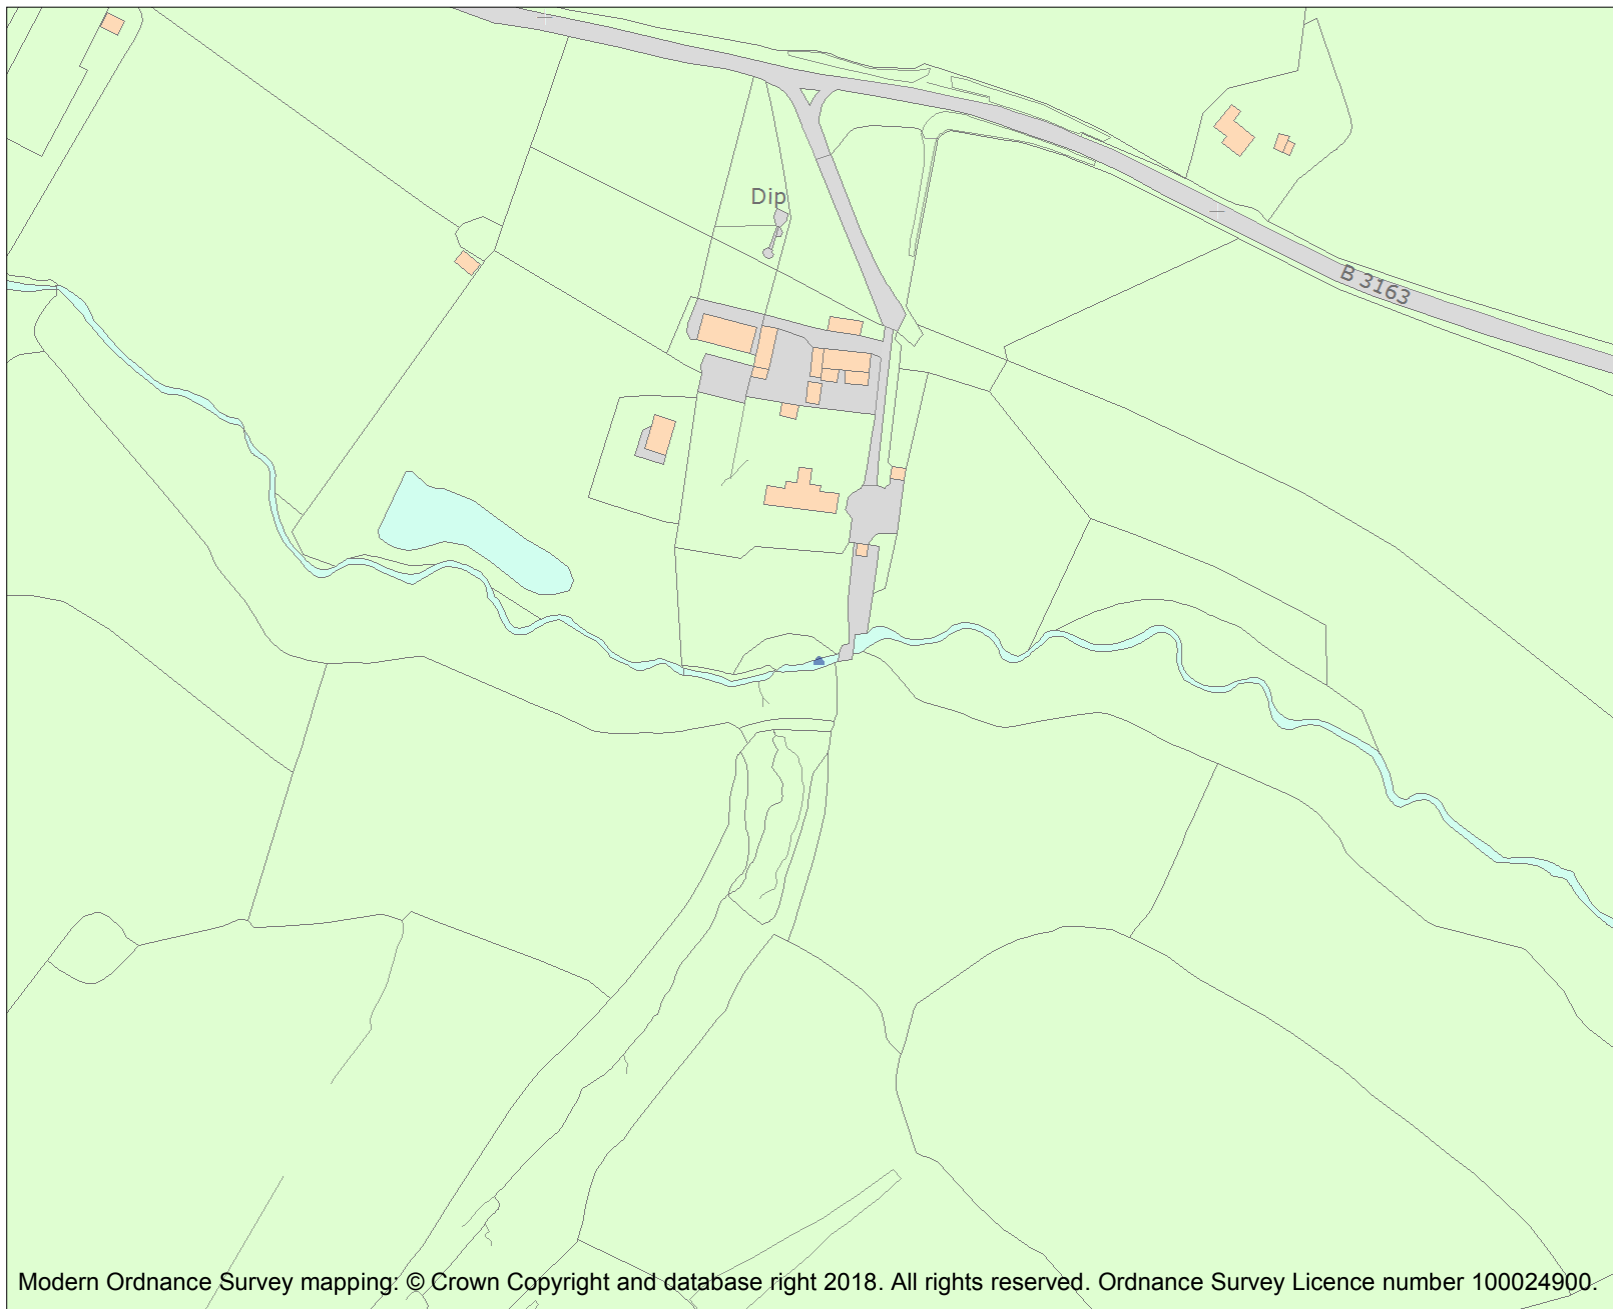 Dip
B 3163
Modern Ordnance Survey mapping: © Crown Copyright and database right 2018. All rights reserved. Ordnance Survey Licence number 100024900.